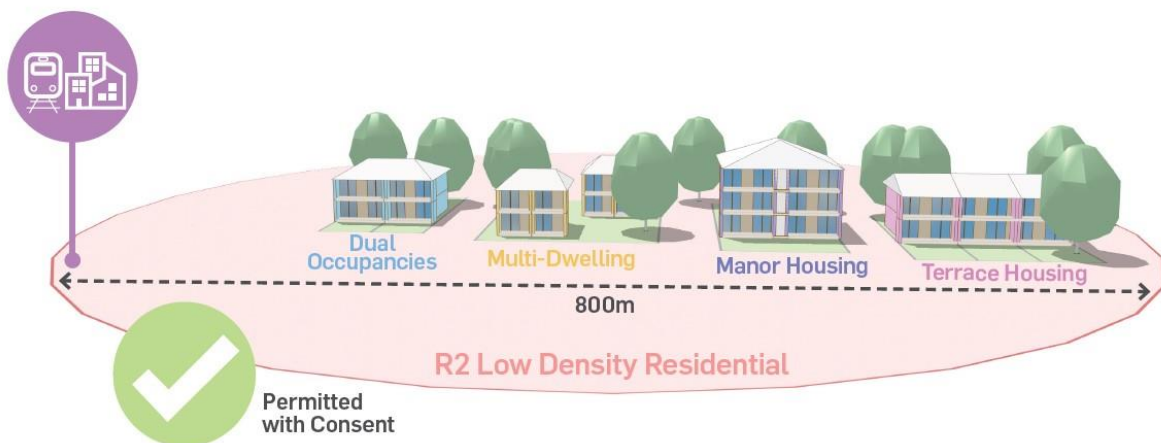 Dual
Occupancies
Multi-Dwelling
Manor Housing
Terrace Housing
800m
R2 Low Density Residential
Permitted
with Consent